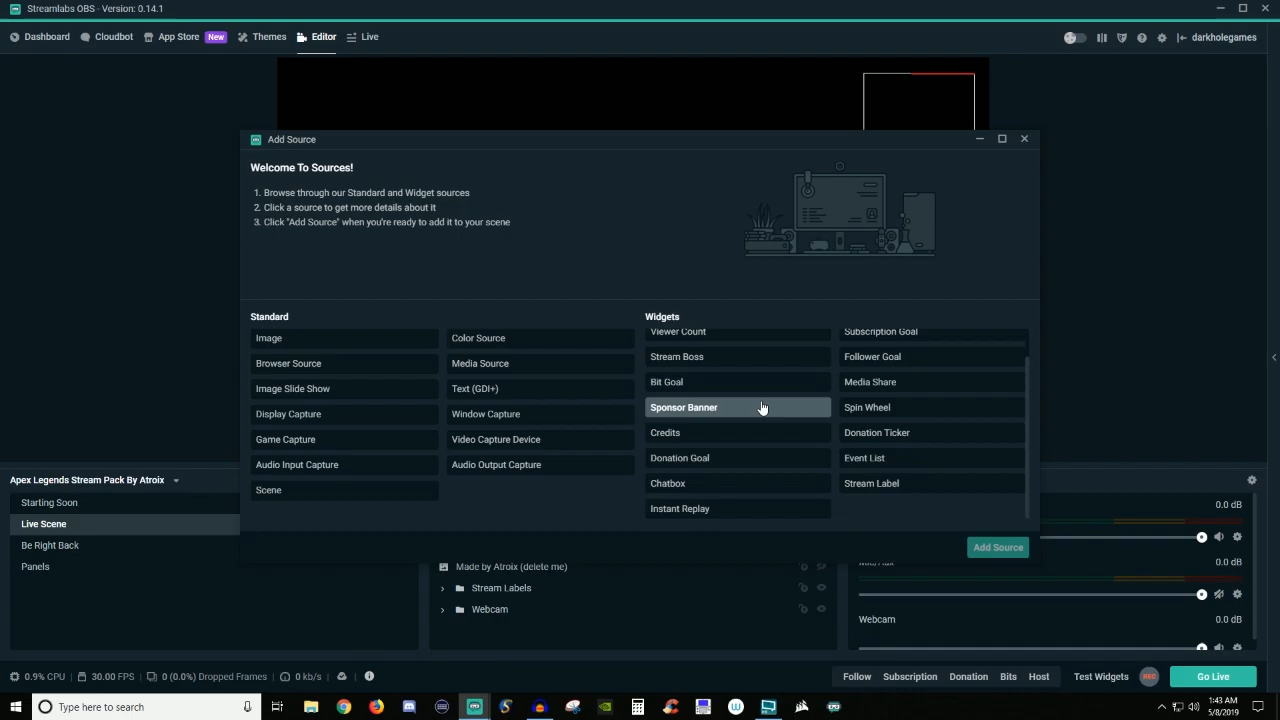 Streamlabs OBS - Version: 0.14.1
Dashboard
Cloudbot
App Store
New
Themes
Editor
Live
darkholegames
Add Source
Welcome To Sources!
1. Browse through our Standard and Widget sources
2. Click a source to get more details about it
3. Click "Add Source" when you're ready to add it to your scene
Standard
Image
Color Source
Browser Source
Media Source
Image Slide Show
Text (GDI+)
Display Capture
Window Capture
Game Capture
Video Capture Device
Audio Input Capture
Audio Output Capture
Scene
Widgets
Viewer Count
Subscription Goal
Stream Boss
Follower Goal
Bit Goal
Media Share
Sponsor Banner
Spin Wheel
Credits
Donation Ticker
Donation Goal
Event List
Chatbox
Stream Label
Instant Replay
Add Source
Apex Legends Stream Pack By Atroix
Starting Soon
Live Scene
Be Right Back
Panels
Made by Atroix (delete me)
Stream Labels
Webcam
0.0 dB
Mic/Aux
0.0 dB
Webcam
0.0 dB
0.9% CPU
30.00 FPS
0 (0.0%) Dropped Frames
0 kb/s
Follow
Subscription
Donation
Bits
Host
Test Widgets
REC
Go Live
Type here to search
1:43 AM
5/8/2019